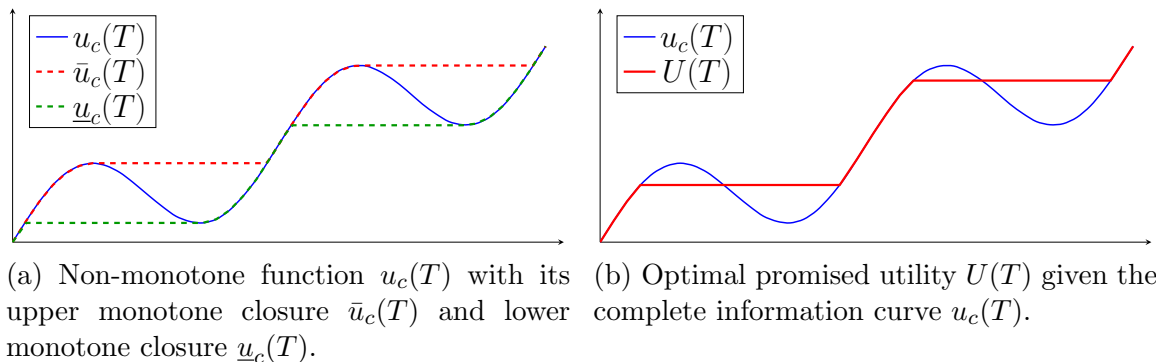 u_c(T)
ū_c(T)
u̲_c(T)
u_c(T)
U(T)
(a) Non-monotone function u_c(T) with its
upper monotone closure ū_c(T) and lower
monotone closure u̲_c(T).
(b) Optimal promised utility U(T) given the
complete information curve u_c(T).